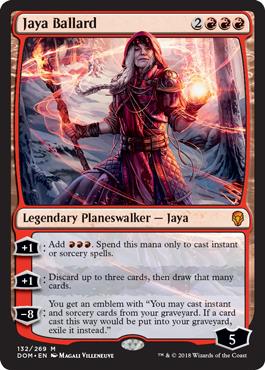 Jaya Ballard 2
Legendary Planeswalker — Jaya
+1 : Add. Spend this mana only to cast instant
or sorcery spells.
+1 : Discard up to three cards, then draw that many
cards.
−8 : You get an emblem with “You may cast instant
and sorcery cards from your graveyard. If a card
cast this way would be put into your graveyard,
exile it instead.”
5
132/269 M
DOM • EN MAGALI VILLENEUVE
™ & © 2018 Wizards of the Coast